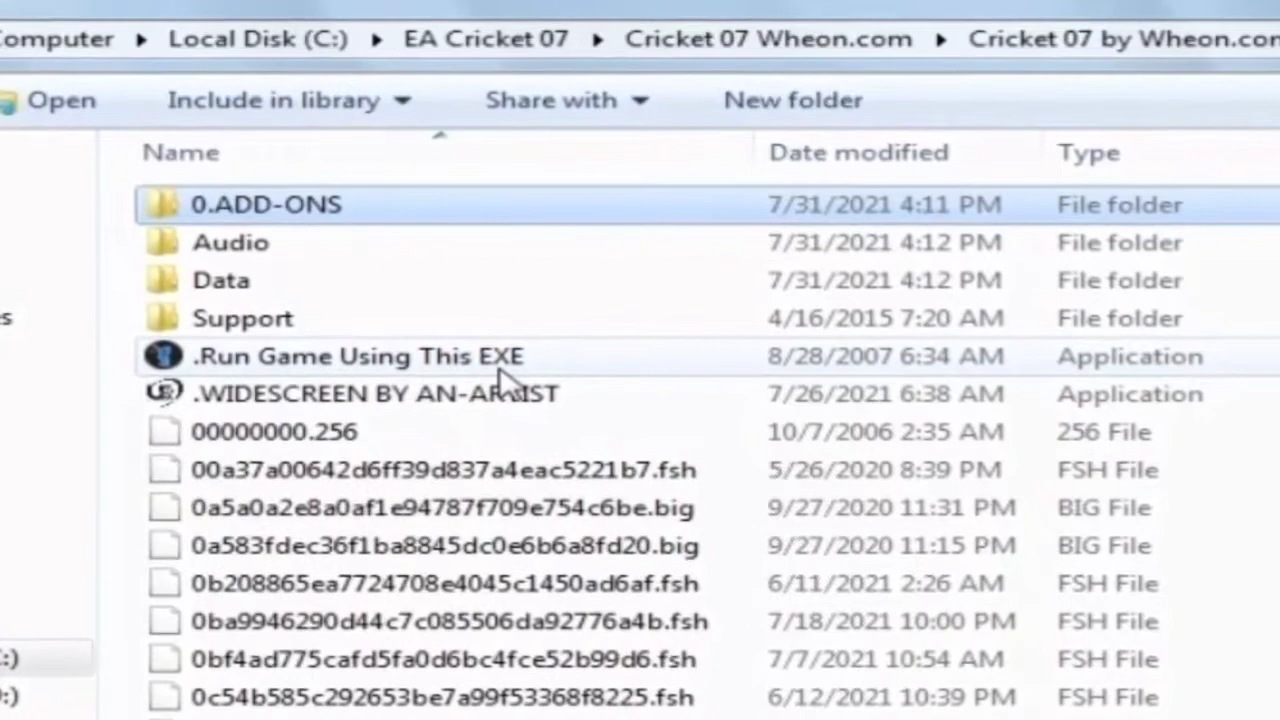 Computer Local Disk (C:) EA Cricket 07 Cricket 07 Wheon.com Cricket 07 by Wheon.com
Open Include in library Share with New folder
Name Date modified Type
0.ADD-ONS 7/31/2021 4:11 PM File folder
Audio 7/31/2021 4:12 PM File folder
Data 7/31/2021 4:12 PM File folder
Support 4/16/2015 7:20 AM File folder
s
.Run Game Using This EXE 8/28/2007 6:34 AM Application
.WIDESCREEN BY AN-ARTIST 7/26/2021 6:38 AM Application
00000000.256 10/7/2006 2:35 AM 256 File
00a37a00642d6ff39d837a4eac5221b7.fsh 5/26/2020 8:39 PM FSH File
0a5a0a2e8a0af1e94787f709e754c6be.big 9/27/2020 11:31 PM BIG File
0a583fdec36f1ba8845dc0e6b6a8fd20.big 9/27/2020 11:15 PM BIG File
0b208865ea7724708e4045c1450ad6af.fsh 6/11/2021 2:26 AM FSH File
0ba9946290d44c7c085506da92776a4b.fsh 7/18/2021 10:00 PM FSH File
:) 0bf4ad775cafd5fa0d6bc4fce52b99d6.fsh 7/7/2021 10:54 AM FSH File
:) 0c54b585c292653be7a99f53368f8225.fsh 6/12/2021 10:39 PM FSH File